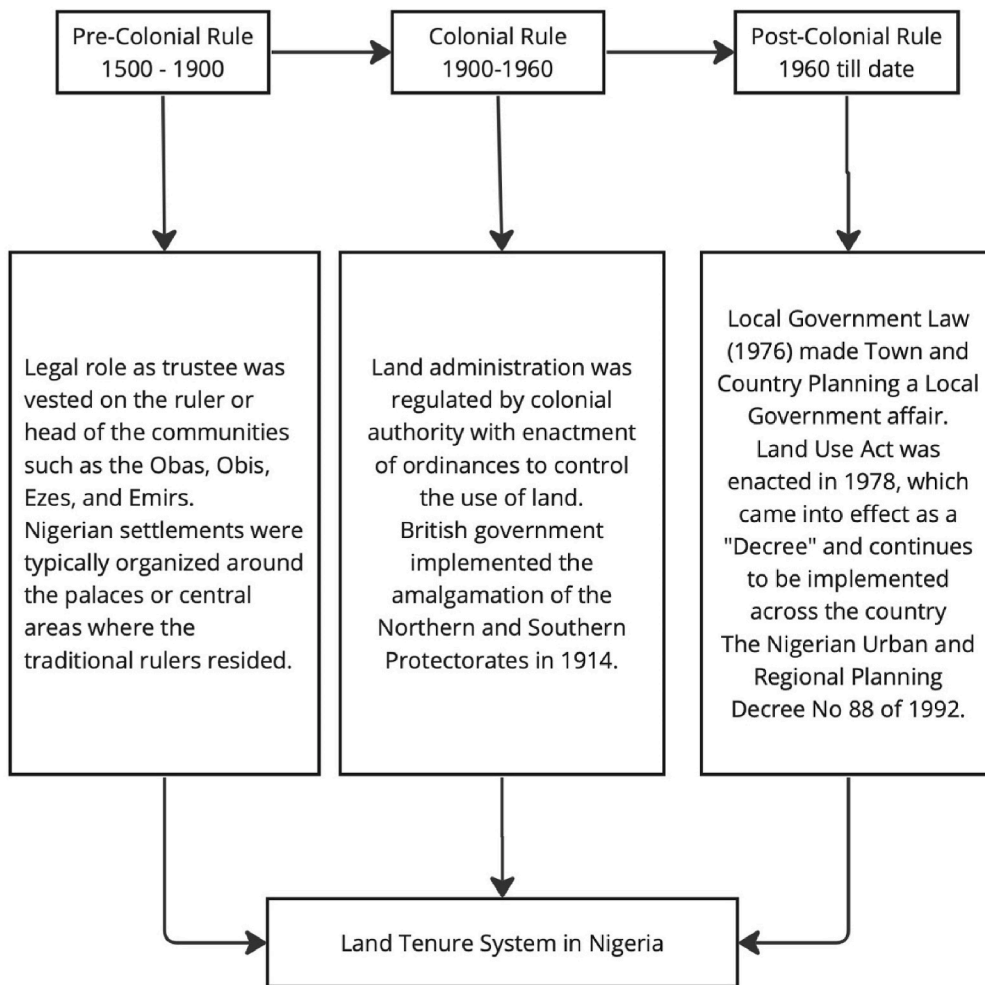 Pre-Colonial Rule
1500 - 1900
Colonial Rule
1900-1960
Post-Colonial Rule
1960 till date
Legal role as trustee was
vested on the ruler or
head of the communities
such as the Obas, Obis,
Ezes, and Emirs.
Nigerian settlements were
typically organized around
the palaces or central
areas where the
traditional rulers resided.
Land administration was
regulated by colonial
authority with enactment
of ordinances to control
the use of land.
British government
implemented the
amalgamation of the
Northern and Southern
Protectorates in 1914.
Local Government Law
(1976) made Town and
Country Planning a Local
Government affair.
Land Use Act was
enacted in 1978, which
came into effect as a
"Decree" and continues
to be implemented
across the country
The Nigerian Urban and
Regional Planning
Decree No 88 of 1992.
Land Tenure System in Nigeria